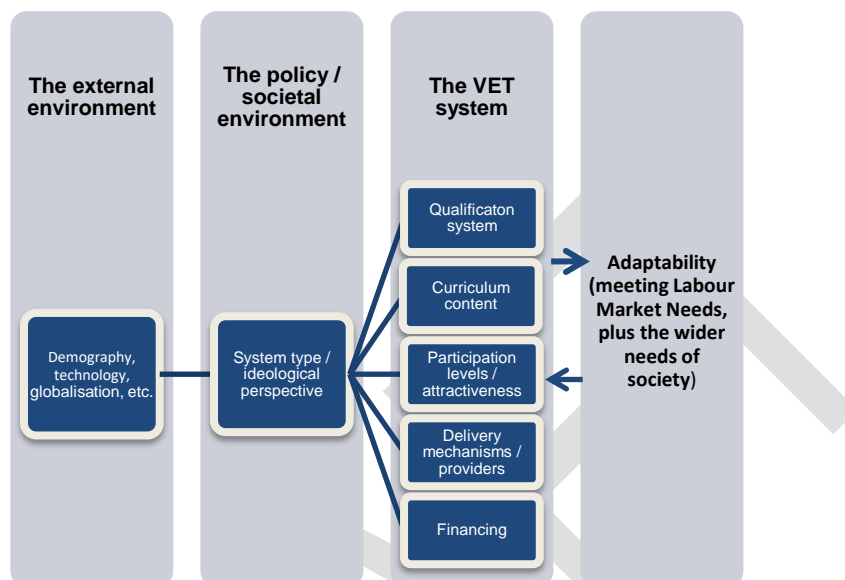 The external
environment
The policy /
societal
environment
The VET
system
Demography,
technology,
globalisation, etc.
System type /
ideological
perspective
Qualificaton
system
Curriculum
content
Participation
levels /
attractiveness
Delivery
mechanisms /
providers
Financing
Adaptability
(meeting Labour
Market Needs,
plus the wider
needs of
society)